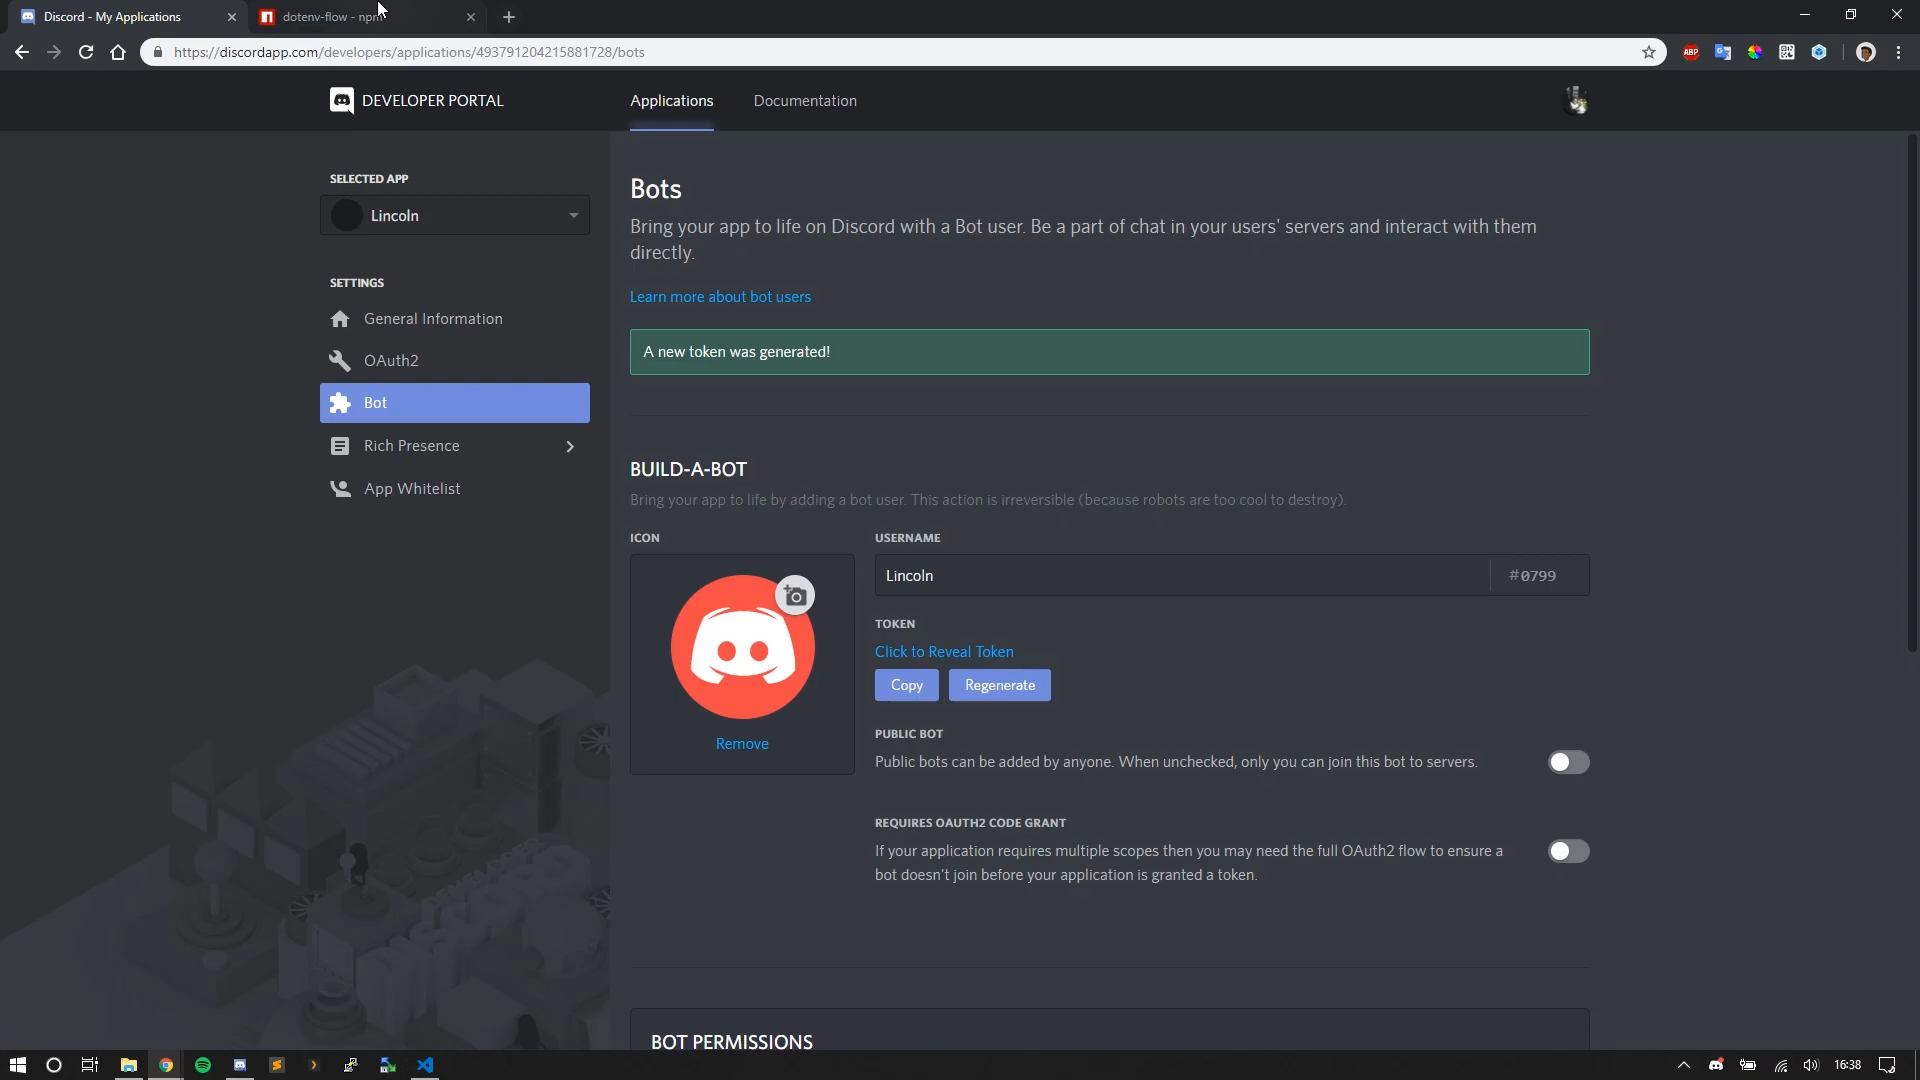 Discord - My Applications
dotenv-flow - npm
https://discordapp.com/developers/applications/493791204215881728/bots
ABP
DEVELOPER PORTAL
Applications
Documentation
SELECTED APP
Lincoln
SETTINGS
General Information
OAuth2
Bot
Rich Presence
App Whitelist
Bots
Bring your app to life on Discord with a Bot user. Be a part of chat in your users' servers and interact with them
directly.
Learn more about bot users
A new token was generated!
BUILD-A-BOT
Bring your app to life by adding a bot user. This action is irreversible (because robots are too cool to destroy).
ICON
Remove
USERNAME
Lincoln
#0799
TOKEN
Click to Reveal Token
Copy
Regenerate
PUBLIC BOT
Public bots can be added by anyone. When unchecked, only you can join this bot to servers.
REQUIRES OAUTH2 CODE GRANT
If your application requires multiple scopes then you may need the full OAuth2 flow to ensure a
bot doesn't join before your application is granted a token.
BOT PERMISSIONS
16:38